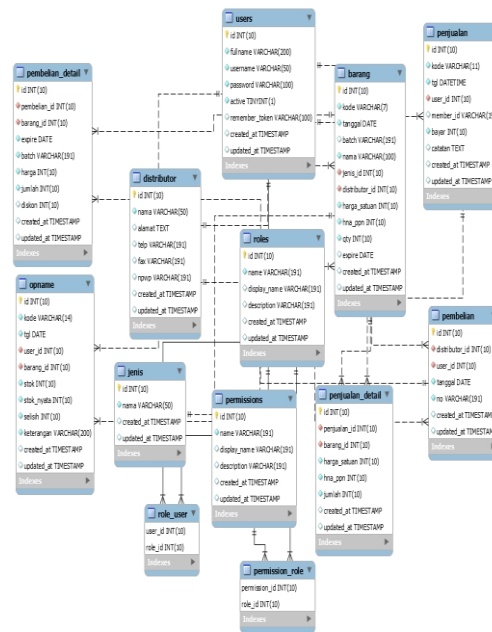 users
id INT(10)
fullname VARCHAR(200)
username VARCHAR(50)
password VARCHAR(100)
active TINYINT(1)
remember_token VARCHAR(100)
created_at TIMESTAMP
updated_at TIMESTAMP
Indexes
penjualan
id INT(10)
kode VARCHAR(11)
tgl DATETIME
user_id INT(10)
member_id VARCHAR(191)
bayar INT(10)
catatan TEXT
created_at TIMESTAMP
updated_at TIMESTAMP
Indexes
pembelian_detail
id INT(10)
pembelian_id INT(10)
barang_id INT(10)
expire DATE
batch VARCHAR(191)
harga INT(10)
jumlah INT(10)
diskon INT(10)
created_at TIMESTAMP
updated_at TIMESTAMP
Indexes
barang
id INT(10)
kode VARCHAR(7)
tanggal DATE
batch VARCHAR(191)
nama VARCHAR(100)
jenis_id INT(10)
distributor_id INT(10)
harga_satuan INT(10)
hna_ppn INT(10)
qty INT(10)
expire DATE
created_at TIMESTAMP
updated_at TIMESTAMP
Indexes
distributor
id INT(10)
nama VARCHAR(50)
alamat TEXT
telp VARCHAR(191)
fax VARCHAR(191)
npwp VARCHAR(191)
created_at TIMESTAMP
updated_at TIMESTAMP
Indexes
roles
id INT(10)
name VARCHAR(191)
display_name VARCHAR(191)
description VARCHAR(191)
created_at TIMESTAMP
updated_at TIMESTAMP
Indexes
opname
id INT(10)
kode VARCHAR(14)
tgl DATE
user_id INT(10)
barang_id INT(10)
stok INT(10)
stok_nyata INT(10)
selisih INT(10)
keterangan VARCHAR(200)
created_at TIMESTAMP
updated_at TIMESTAMP
Indexes
pembelian
id INT(10)
distributor_id INT(10)
user_id INT(10)
tanggal DATE
no VARCHAR(191)
created_at TIMESTAMP
updated_at TIMESTAMP
Indexes
jenis
id INT(10)
nama VARCHAR(50)
created_at TIMESTAMP
updated_at TIMESTAMP
Indexes
permissions
id INT(10)
name VARCHAR(191)
display_name VARCHAR(191)
description VARCHAR(191)
created_at TIMESTAMP
updated_at TIMESTAMP
Indexes
penjualan_detail
id INT(10)
penjualan_id INT(10)
barang_id INT(10)
harga_satuan INT(10)
hna_ppn INT(10)
jumlah INT(10)
created_at TIMESTAMP
updated_at TIMESTAMP
Indexes
role_user
user_id INT(10)
role_id INT(10)
Indexes
permission_role
permission_id INT(10)
role_id INT(10)
Indexes